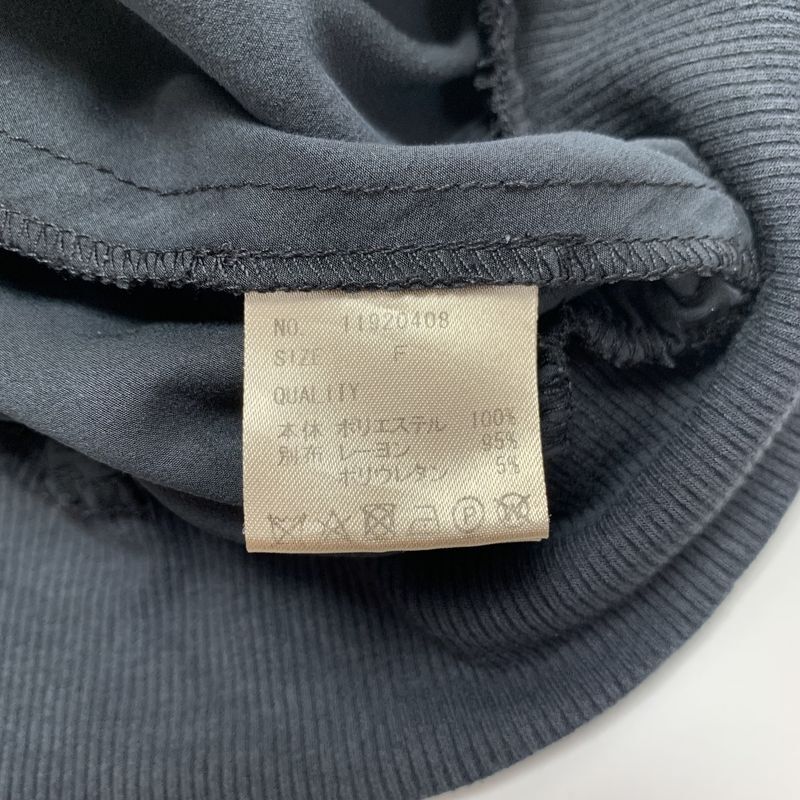 NO. 11920408
SIZE F
QUALITY
本体 ポリエステル 100%
別布 レーヨン 95%
ポリウレタン 5%